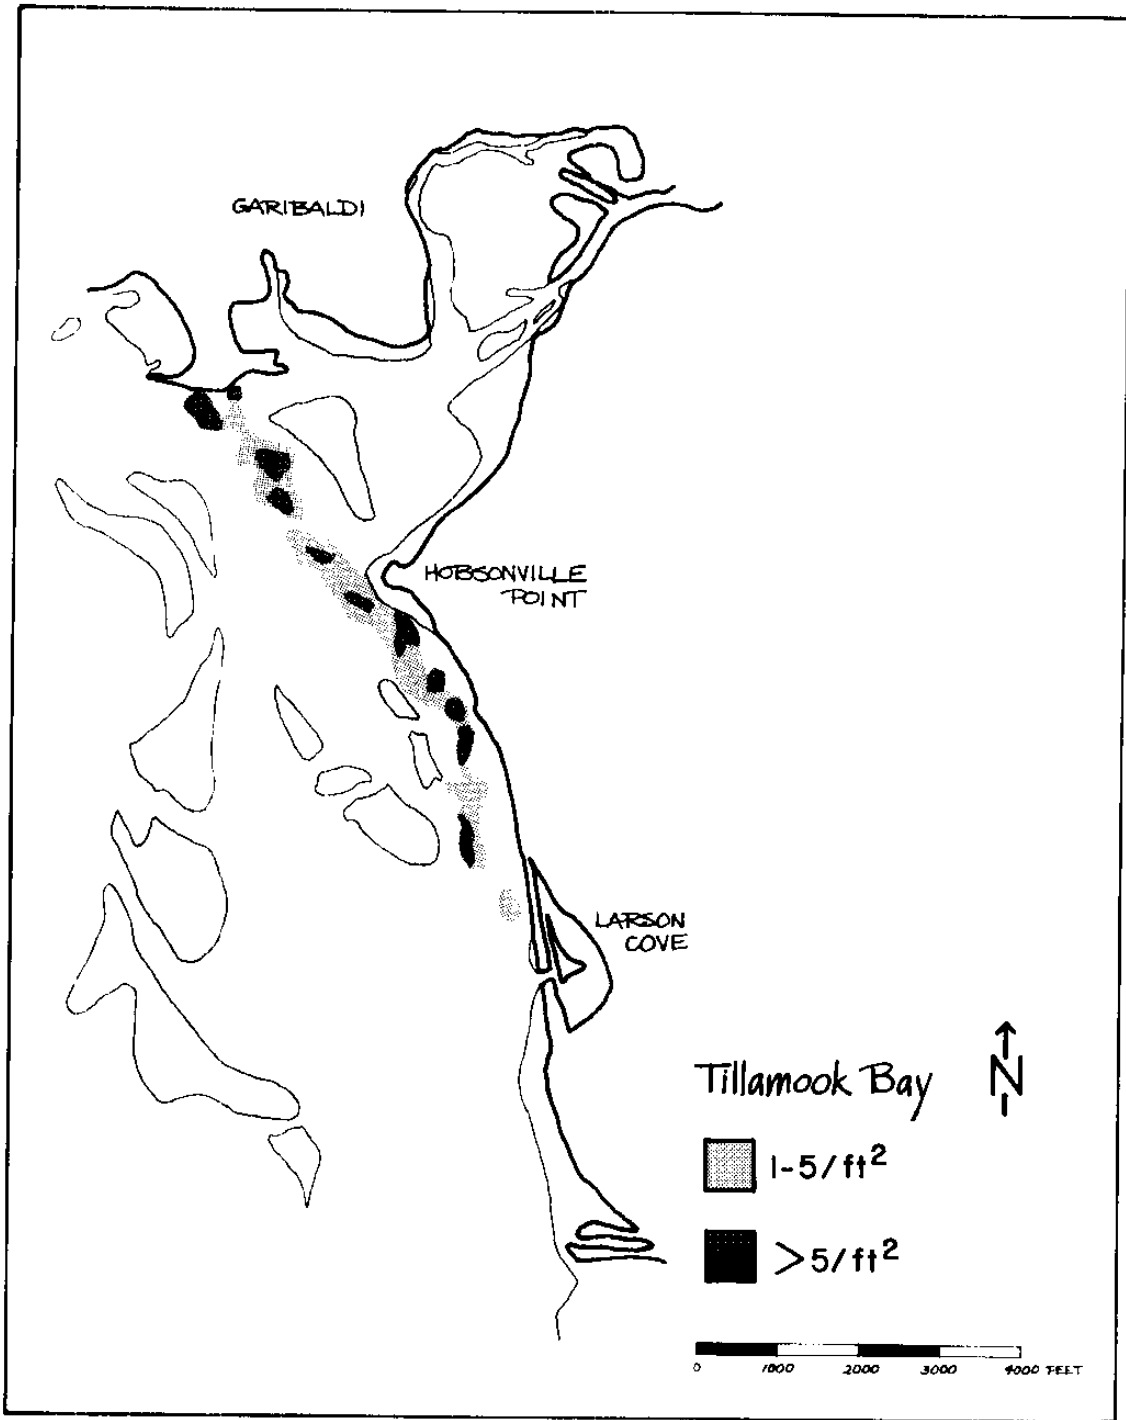 GARIBALDI
HOBSONVILLE
POINT
LARSON
COVE
Tillamook Bay
N
1-5/ft²
>5/ft²
0 1000 2000 3000 4000 FEET